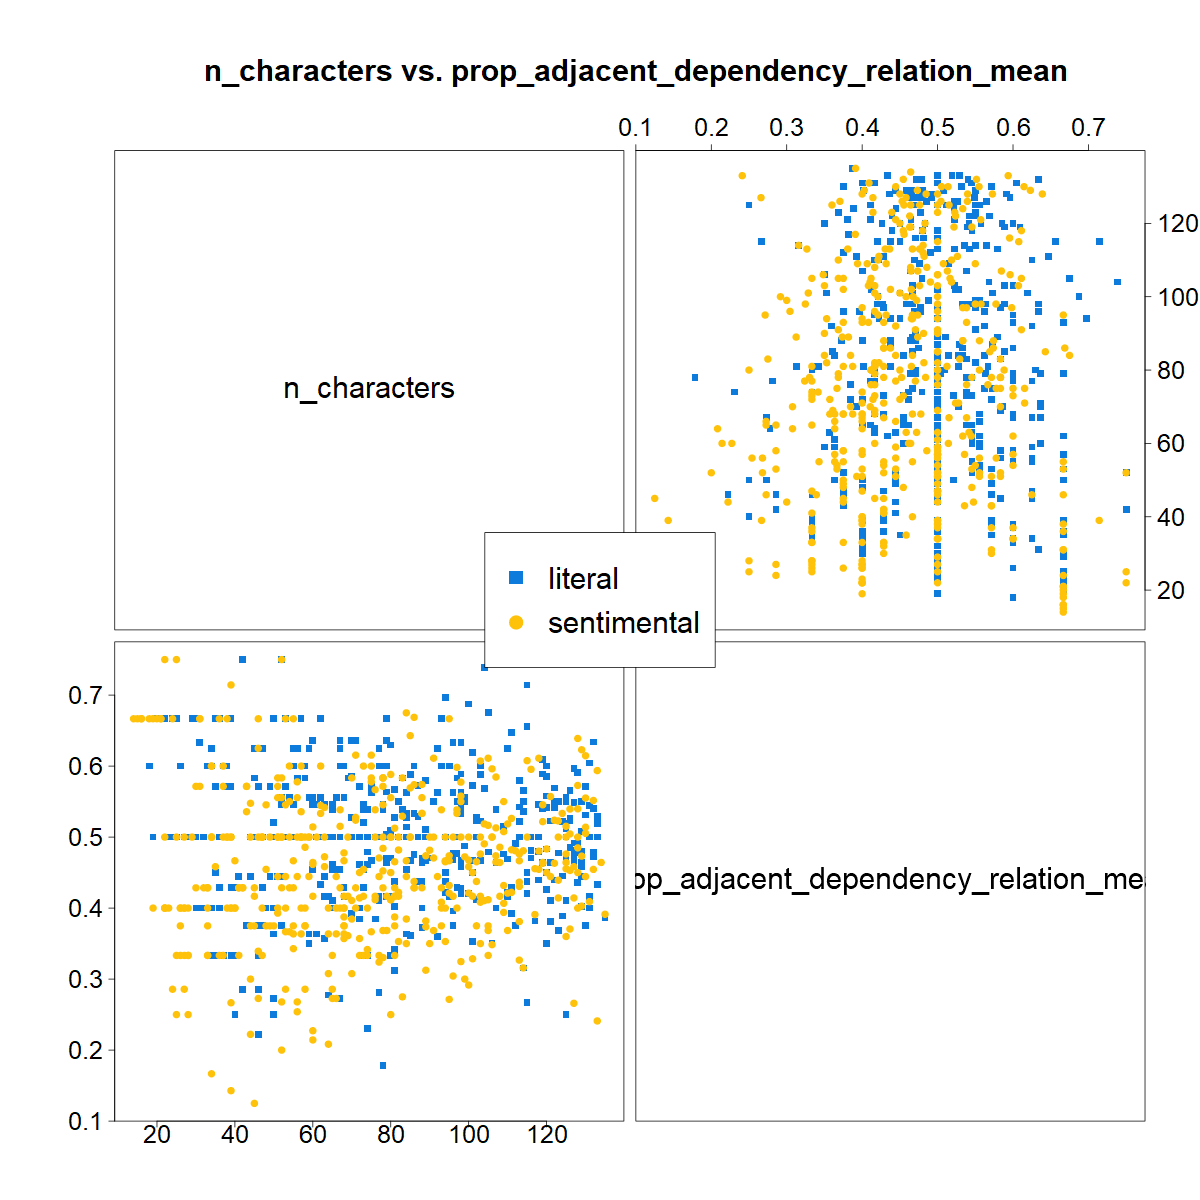 n_characters vs. prop_adjacent_dependency_relation_mean
0.1 0.2 0.3 0.4 0.5 0.6 0.7
n_characters
120
100
80
60
40
20
literal
sentimental
0.7
0.6
0.5
0.4
0.3
0.2
0.1
op_adjacent_dependency_relation_me
20 40 60 80 100 120